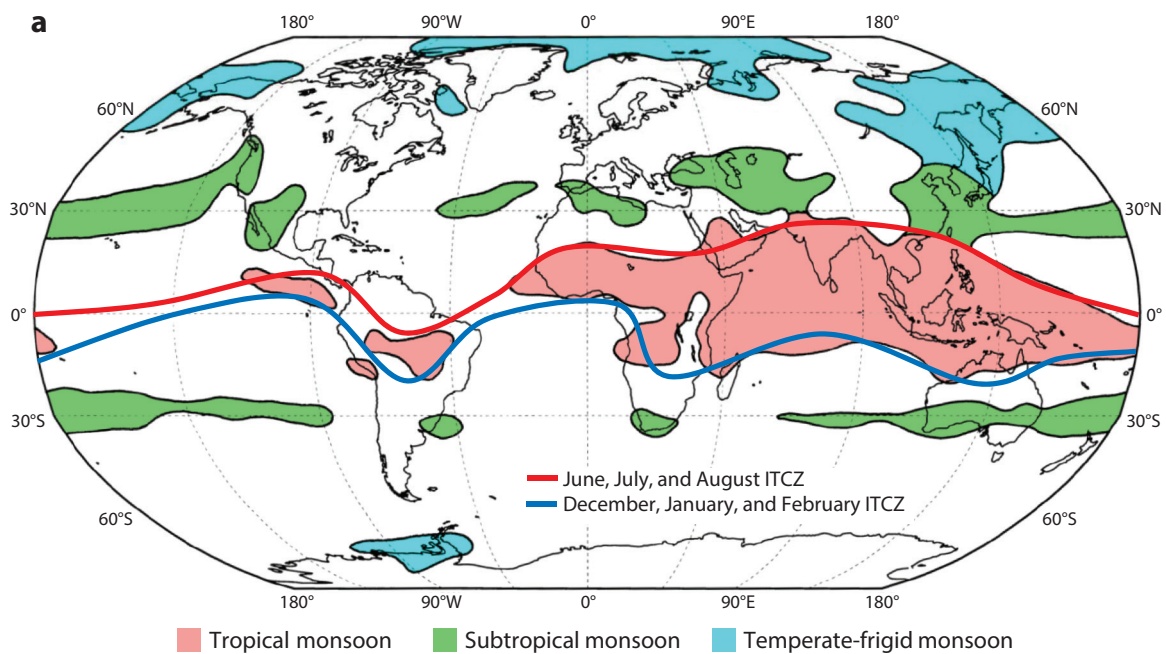 a
180° 90°W 0° 90°E 180°
60°N 60°N
30°N 30°N
0° 0°
30°S 30°S
June, July, and August ITCZ
December, January, and February ITCZ
60°S 60°S
180° 90°W 0° 90°E 180°
Tropical monsoon Subtropical monsoon Temperate-frigid monsoon